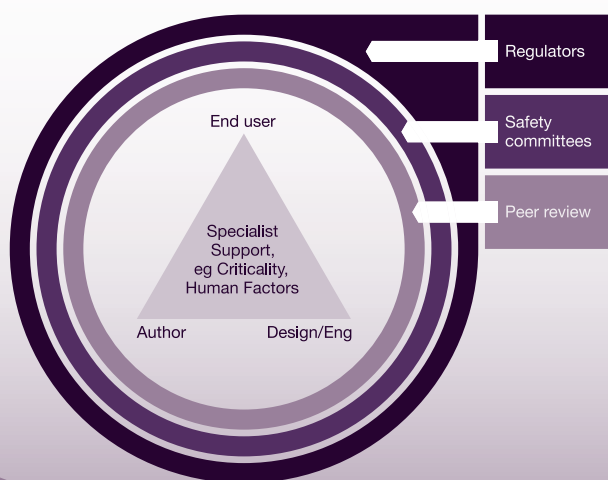 Regulators
Safety
committees
Peer review
End user
Specialist
Support,
eg Criticality,
Human Factors
Author
Design/Eng